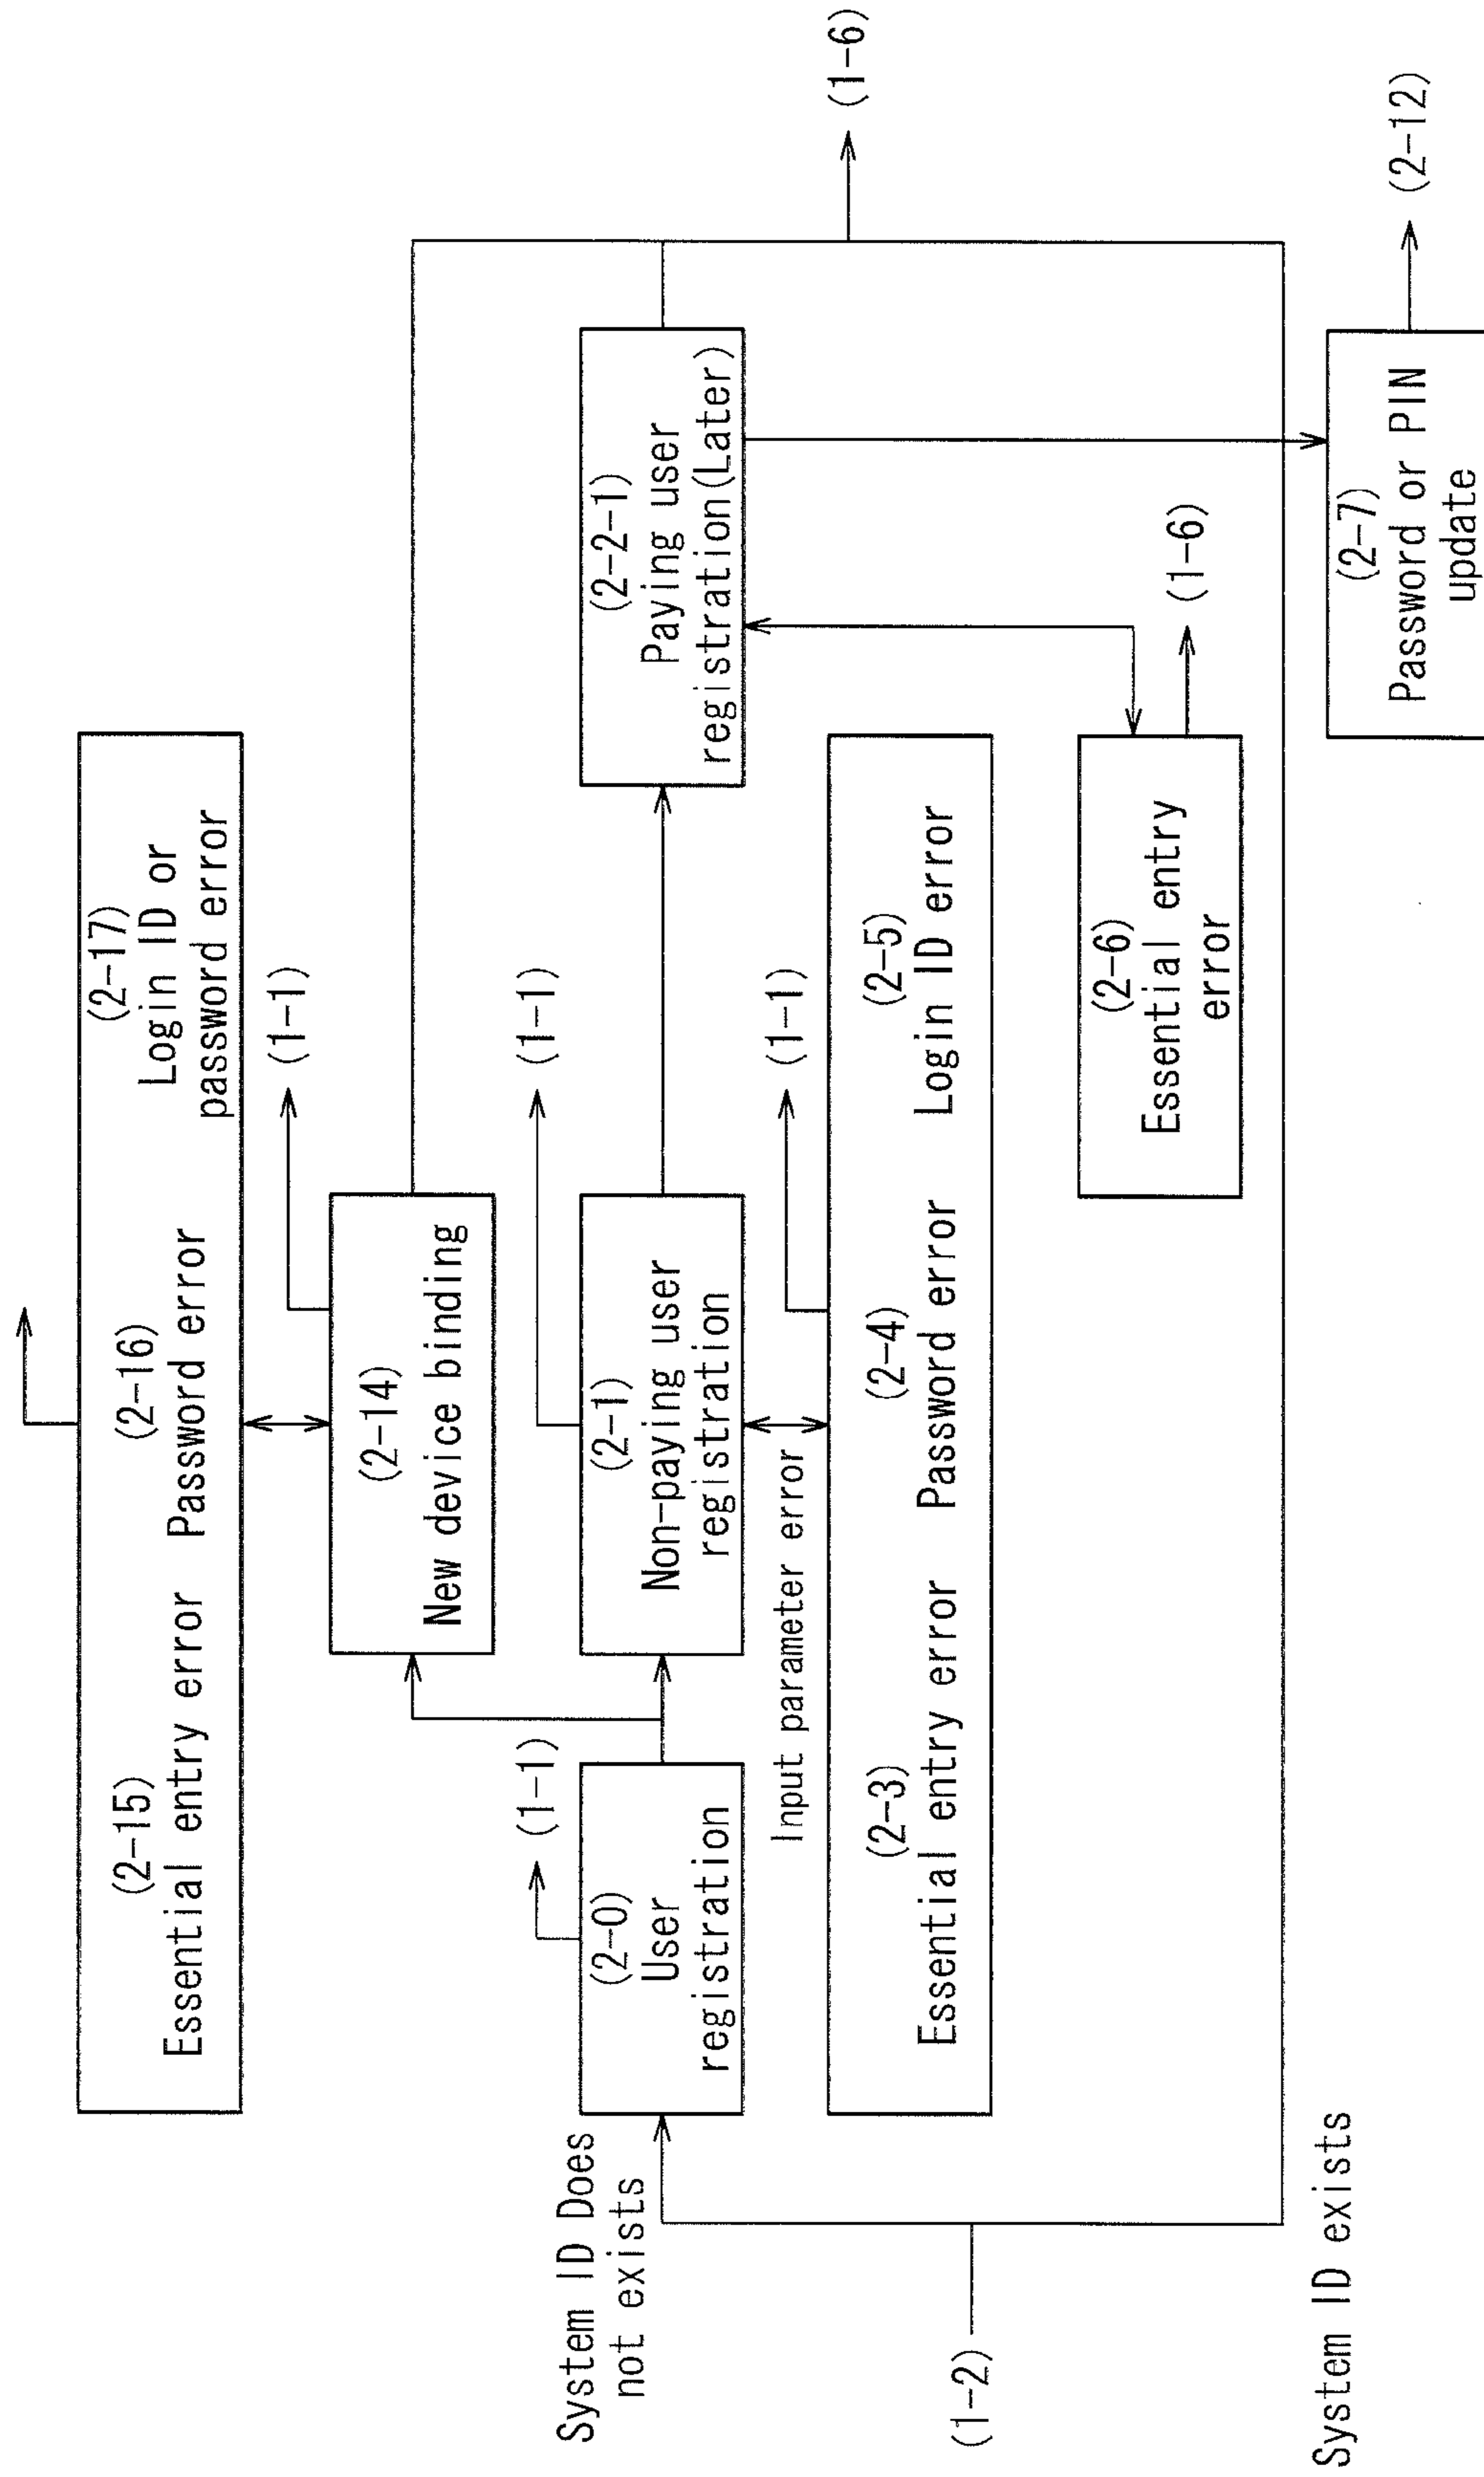 (2-15)
Essential entry error
(2-16)
Password error
(2-17)
Login ID or
password error
(1-1)
(2-14)
New device binding
(1-1)
(1-1)
System ID Does
not exists
(2-0)
User
registration
(2-1)
Non-paying user
registration
(2-2-1)
Paying user
registration(Later)
(1-6)
Input parameter error
(1-1)
(2-3)
Essential entry error
(2-4)
Password error
(2-5)
Login ID error
(1-2)
(2-6)
Essential entry
error
(1-6)
System ID exists
(2-7)
Password or PIN
update
(2-12)